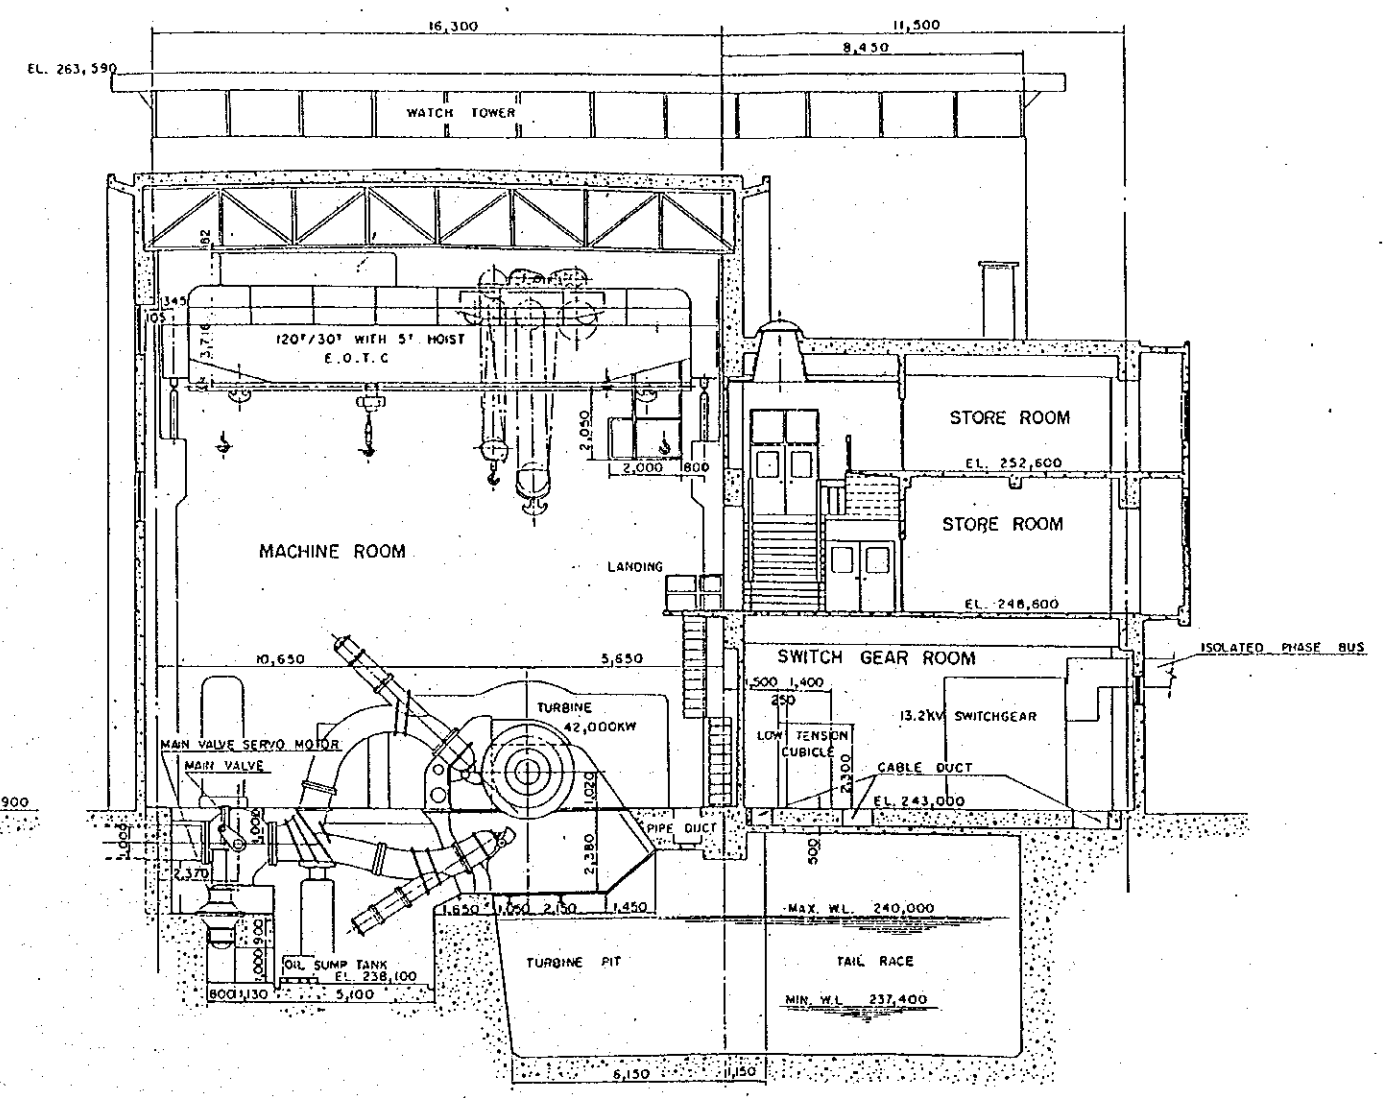 16,300
11,500
8,450
EL. 263,590
WATCH TOWER
82
345
105
3,716
120T/30T WITH 5T HOIST
E.O.T.C
2,050
2,000 800
STORE ROOM
EL. 252,600
STORE ROOM
MACHINE ROOM
LANDING
EL. 248,600
ISOLATED PHASE BUS
10,650
5,650
SWITCH GEAR ROOM
1,500 1,400
250
TURBINE
42,000KW
13.2KV SWITCHGEAR
LOW TENSION
CUBICLE
MAIN VALVE SERVO MOTOR
MAIN VALVE
CABLE DUCT
2,300
1,020
900
EL. 243,000
1,000
1,000
PIPE DUCT
500
2,380
2,370
1,650 1,050 2,150 1,450
MAX. W.L. 240,000
900
1,000
OIL SUMP TANK
EL. 238,100
TURBINE PIT
TAIL RACE
800 1,130 5,100
MIN. W.L 237,400
6,150 1,150